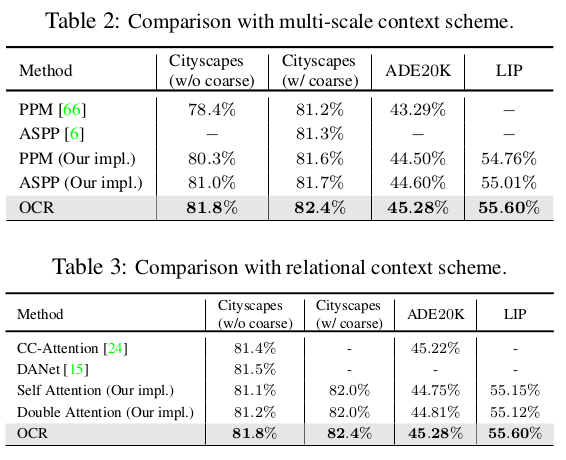 Table 2: Comparison with multi-scale context scheme.
Method Cityscapes (w/o coarse) Cityscapes (w/ coarse) ADE20K LIP
PPM [66] 78.4% 81.2% 43.29% −
ASPP [6] − 81.3% − −
PPM (Our impl.) 80.3% 81.6% 44.50% 54.76%
ASPP (Our impl.) 81.0% 81.7% 44.60% 55.01%
OCR 81.8% 82.4% 45.28% 55.60%
Table 3: Comparison with relational context scheme.
Method Cityscapes (w/o coarse) Cityscapes (w/ coarse) ADE20K LIP
CC-Attention [24] 81.4% - 45.22% -
DANet [15] 81.5% - - -
Self Attention (Our impl.) 81.1% 82.0% 44.75% 55.15%
Double Attention (Our impl.) 81.2% 82.0% 44.81% 55.12%
OCR 81.8% 82.4% 45.28% 55.60%